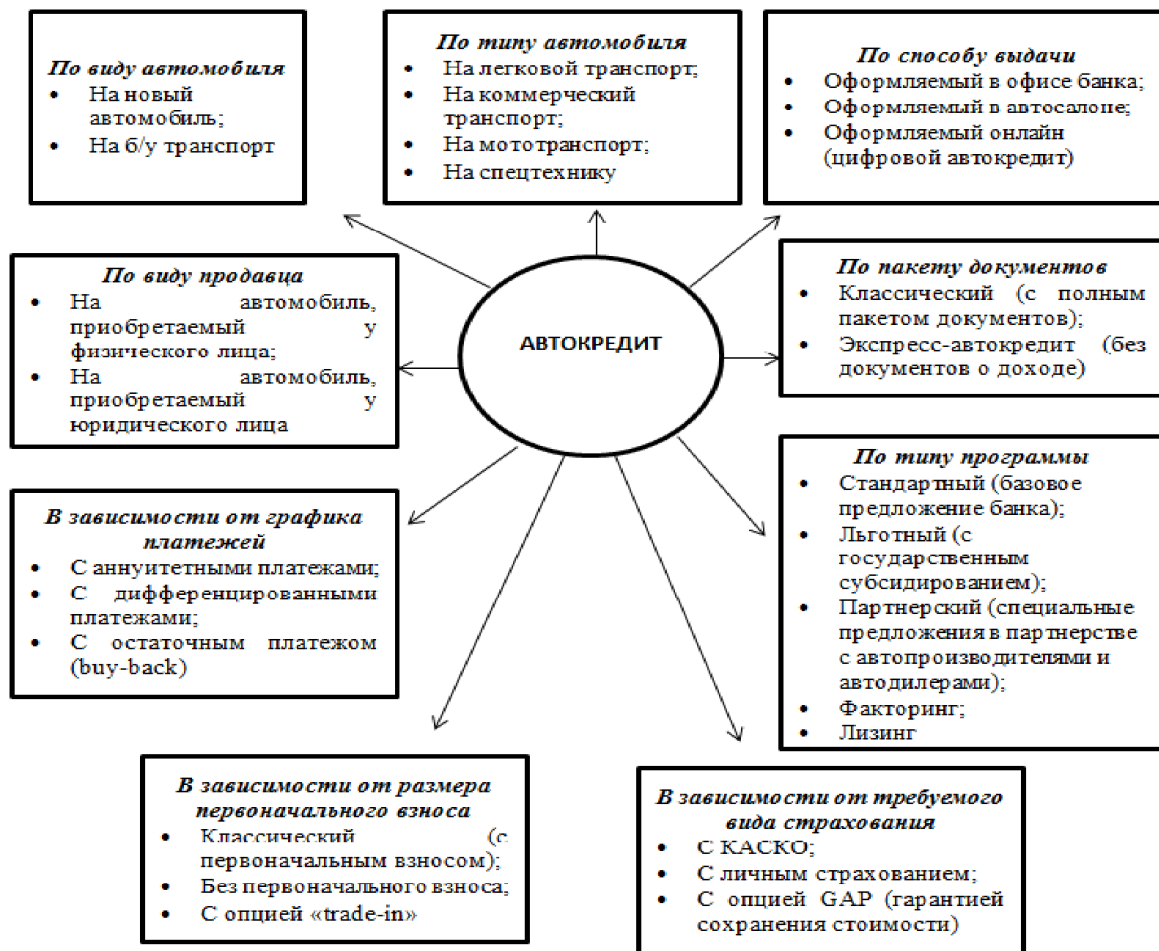 По виду автомобиля
• На новый
автомобиль;
• На б/у транспорт
По типу автомобиля
• На легковой транспорт;
• На коммерческий
транспорт;
• На мототранспорт;
• На спецтехнику
По способу выдачи
• Оформляемый в офисе банка;
• Оформляемый в автосалоне;
• Оформляемый онлайн
(цифровой автокредит)
По виду продавца
• На автомобиль,
приобретаемый у
физического лица;
• На автомобиль,
приобретаемый у
юридического лица
АВТОКРЕДИТ
По пакету документов
• Классический (с полным
пакетом документов);
• Экспресс-автокредит (без
документов о доходе)
В зависимости от графика
платежей
• С аннуитетными платежами;
• С дифференцированными
платежами;
• С остаточным платежом
(buy-back)
По типу программы
• Стандартный (базовое
предложение банка);
• Льготный (с
государственным
субсидированием);
• Партнерский (специальные
предложения в партнерстве
с автопроизводителями и
автодилерами);
• Факторинг;
• Лизинг
В зависимости от размера
первоначального взноса
• Классический (с
первоначальным взносом);
• Без первоначального взноса;
• С опцией «trade-in»
В зависимости от требуемого
вида страхования
• С КАСКО;
• С личным страхованием;
• С опцией GAP (гарантией
сохранения стоимости)